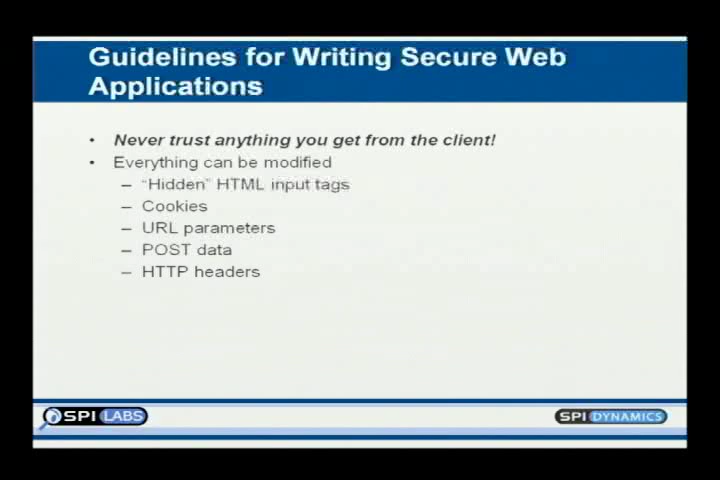 Guidelines for Writing Secure Web
Applications
• Never trust anything you get from the client!
• Everything can be modified
– "Hidden" HTML input tags
– Cookies
– URL parameters
– POST data
– HTTP headers
SPI LABS
SPI DYNAMICS